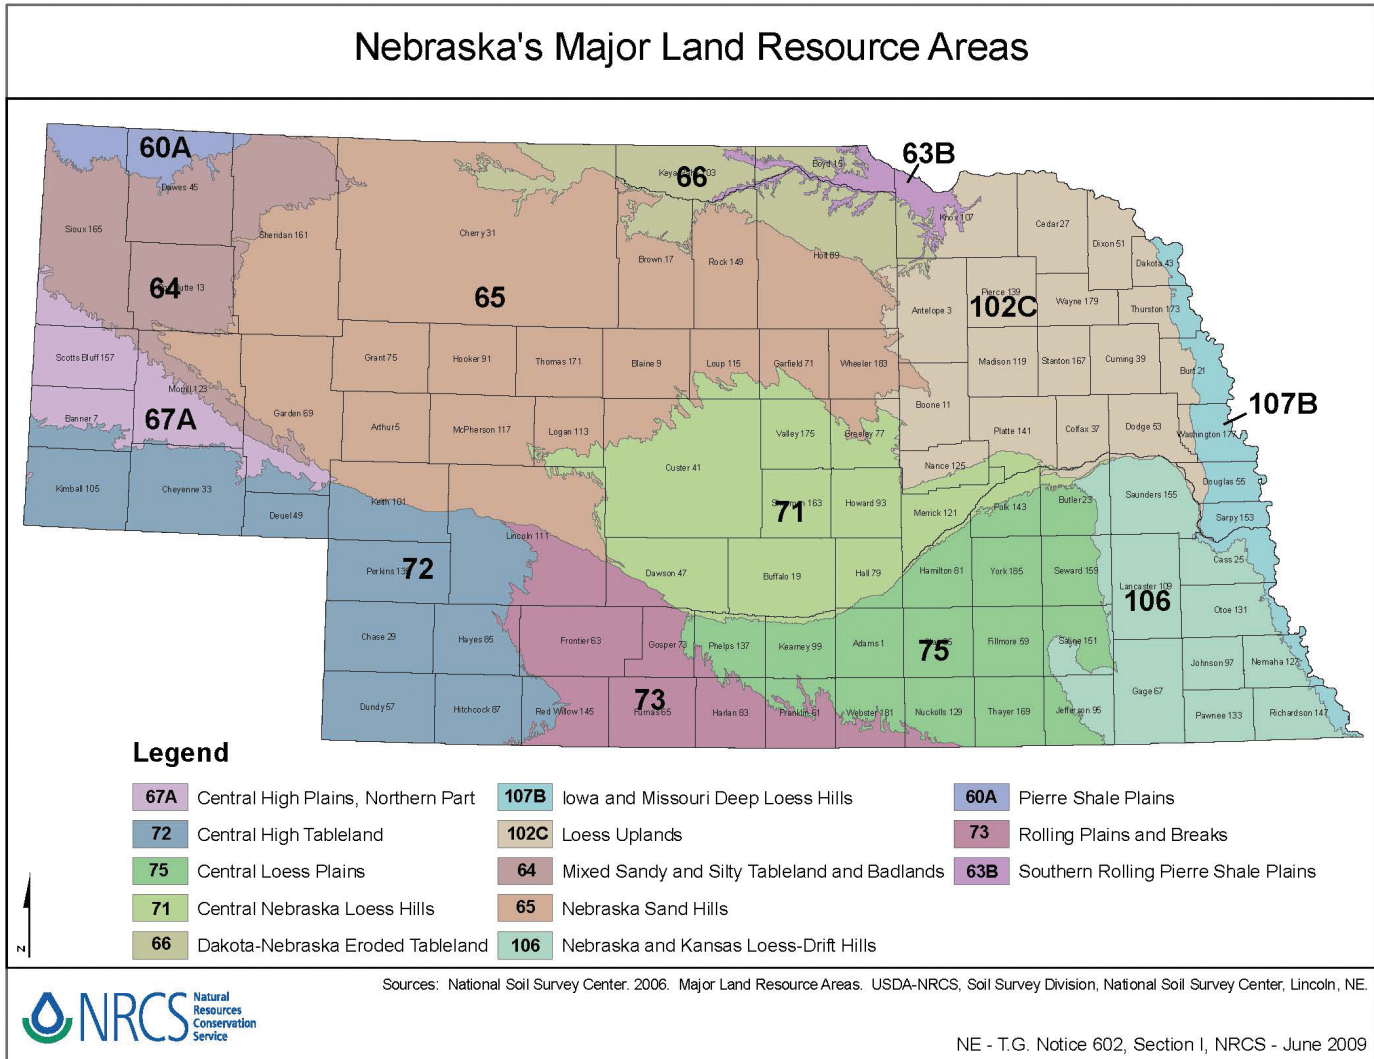 Nebraska's Major Land Resource Areas
60A
63B
Boyd 15
66
Dawes 45
Knox 107
Cedar 27
Sioux 165
Sheridan 161
Cherry 31
Dixon 51
Brown 17
Rock 149
Holt 89
Dakota 43
64
65
Pierce 139
102C
Antelope 3
Wayne 179
Thurston 173
Scotts Bluff 157
Grant 75
Hooker 91
Thomas 171
Blaine 9
Loup 115
Garfield 71
Wheeler 183
Madison 119
Stanton 167
Cuming 39
Burt 21
Morrill 123
107B
Banner 7
67A
Garden 69
Arthur 5
McPherson 117
Logan 113
Valley 175
Greeley 77
Boone 11
Platte 141
Colfax 37
Dodge 53
Washington 177
Custer 41
Nance 125
Kimball 105
Cheyenne 33
Deuel 49
Keith 101
71
Howard 93
Merrick 121
Polk 143
Butler 23
Saunders 155
Douglas 55
Sarpy 153
Lincoln 111
72
Dawson 47
Buffalo 19
Hall 79
Hamilton 81
York 185
Seward 159
Lancaster 109
106
Cass 25
Otoe 131
Chase 29
Hayes 85
Frontier 63
Gosper 73
Phelps 137
Kearney 99
Adams 1
75
Fillmore 59
Saline 151
Johnson 97
Nemaha 127
Gage 67
Dundy 57
Hitchcock 87
Red Willow 145
73
Furnas 65
Harlan 83
Franklin 61
Webster 181
Nuckolls 129
Thayer 169
Jefferson 95
Pawnee 133
Richardson 147
Legend
67A Central High Plains, Northern Part
72 Central High Tableland
75 Central Loess Plains
71 Central Nebraska Loess Hills
66 Dakota-Nebraska Eroded Tableland
107B Iowa and Missouri Deep Loess Hills
102C Loess Uplands
64 Mixed Sandy and Silty Tableland and Badlands
65 Nebraska Sand Hills
106 Nebraska and Kansas Loess-Drift Hills
60A Pierre Shale Plains
73 Rolling Plains and Breaks
63B Southern Rolling Pierre Shale Plains
N
NRCS
Natural
Resources
Conservation
Service
Sources: National Soil Survey Center. 2006. Major Land Resource Areas. USDA-NRCS, Soil Survey Division, National Soil Survey Center, Lincoln, NE.
NE - T.G. Notice 602, Section I, NRCS - June 2009